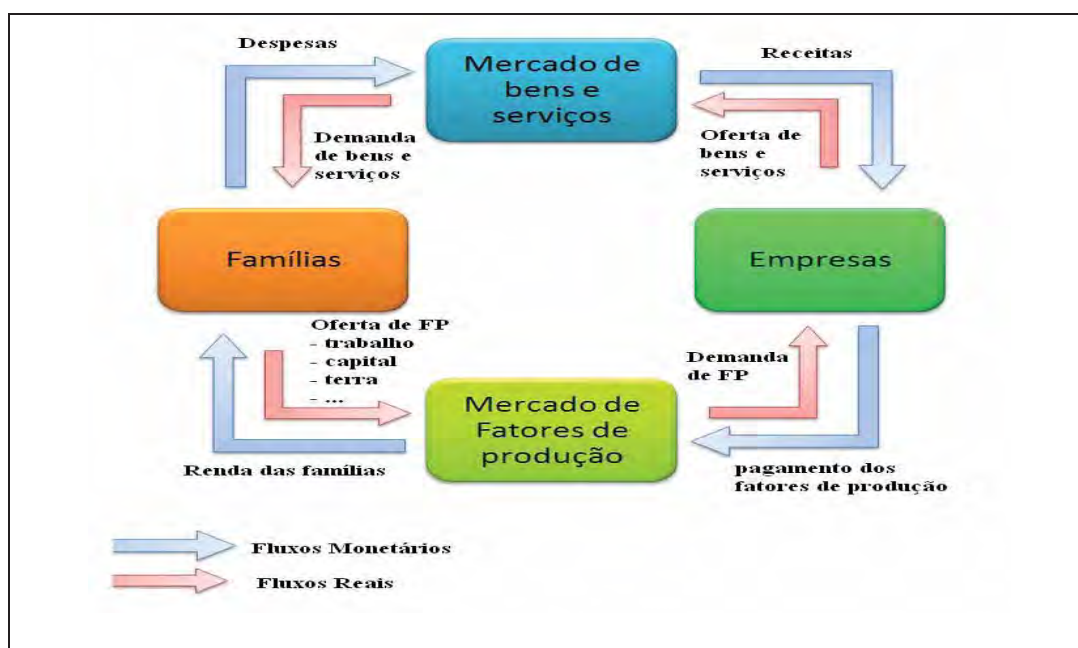 Despesas
Mercado de
bens e
serviços
Receitas
Demanda
de bens e
serviços
Oferta de
bens e
serviços
Famílias
Empresas
Oferta de FP
- trabalho
- capital
- terra
- ...
Demanda
de FP
Mercado de
Fatores de
produção
Renda das famílias
pagamento dos
fatores de produção
Fluxos Monetários
Fluxos Reais